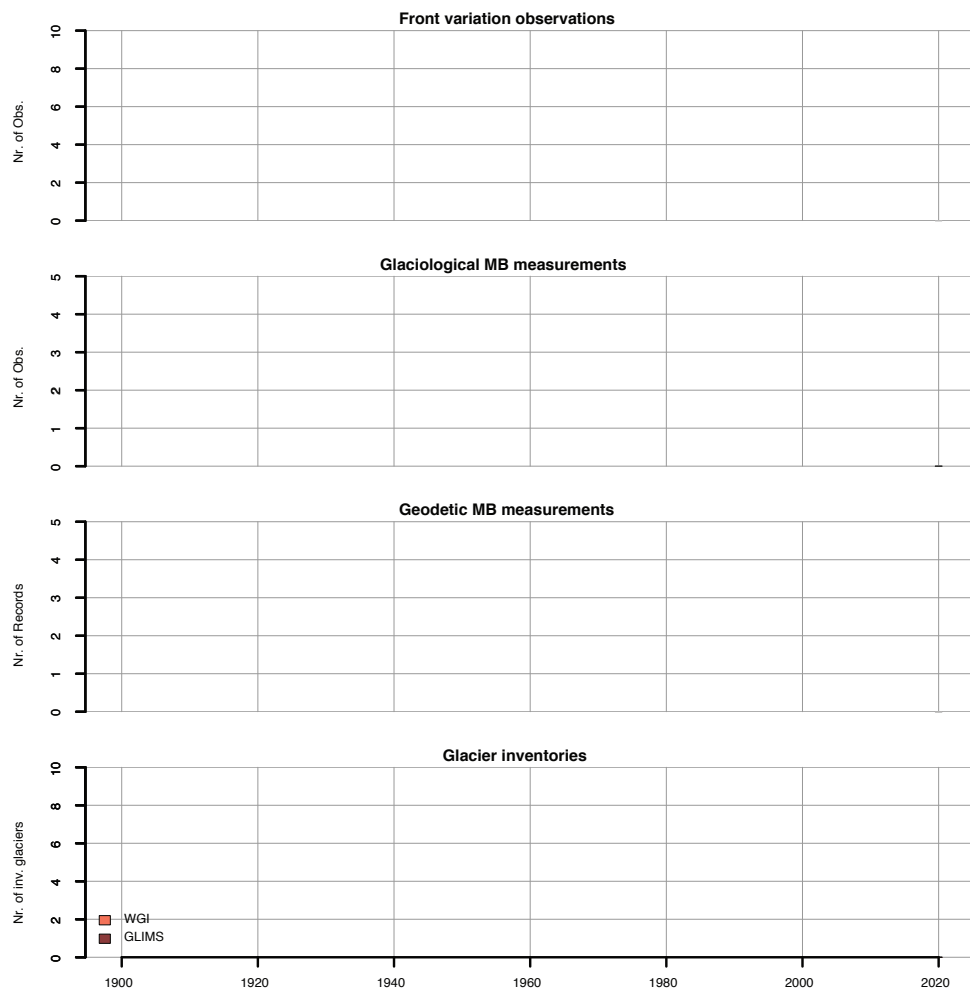 Front variation observations
Nr. of Obs.
10
8
6
4
2
0
Glaciological MB measurements
Nr. of Obs.
5
4
3
2
1
0
Geodetic MB measurements
Nr. of Records
5
4
3
2
1
0
Glacier inventories
Nr. of inv. glaciers
10
8
6
4
2
0
WGI
GLIMS
1900 1920 1940 1960 1980 2000 2020